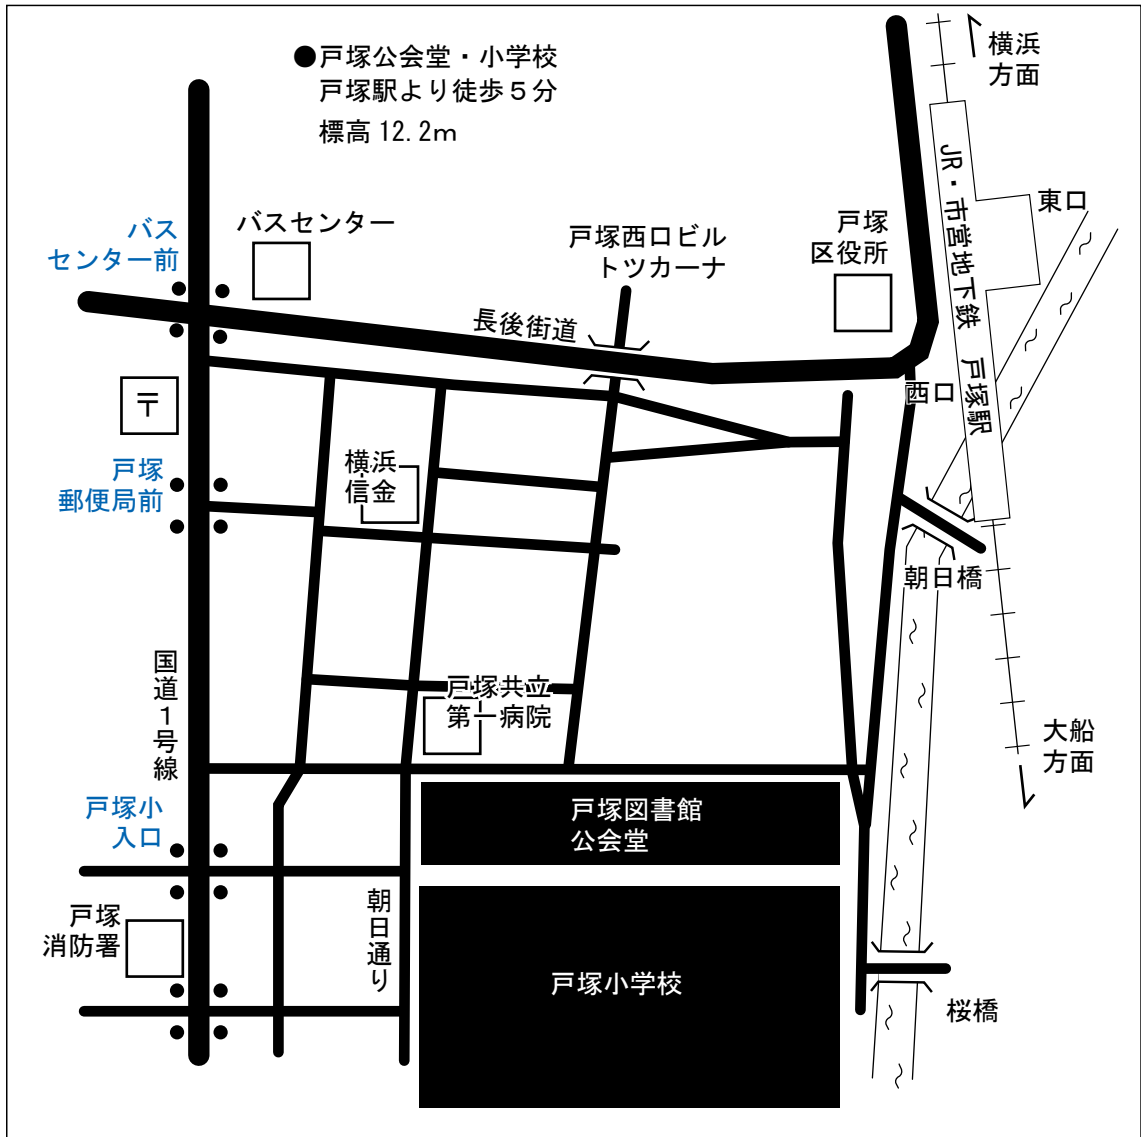 ●戸塚公会堂・小学校
戸塚駅より徒歩5分
標高12.2m
横浜
方面
JR・市営地下鉄 戸塚駅
東口
バス
センター前
バスセンター
戸塚西口ビル
トツカーナ
戸塚
区役所
長後街道
西口
〒
戸塚
郵便局前
横浜
信金
朝日橋
国道1号線
戸塚共立
第一病院
大船
方面
戸塚小
入口
戸塚図書館
公会堂
戸塚
消防署
朝日通り
戸塚小学校
桜橋